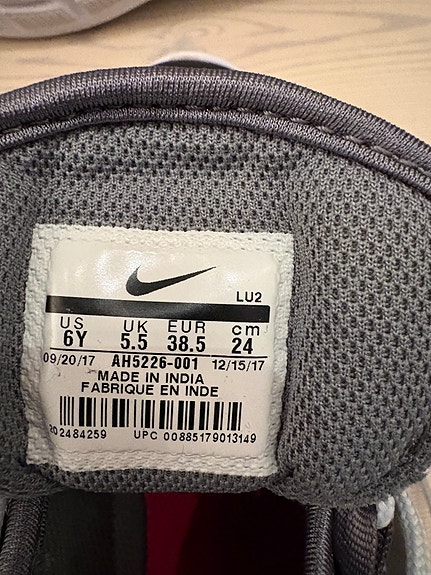 LU2
US UK EUR cm
6Y 5.5 38.5 24
09/20/17 AH5226-001 12/15/17
MADE IN INDIA
FABRIQUE EN INDE
202484259 UPC 00885179013149